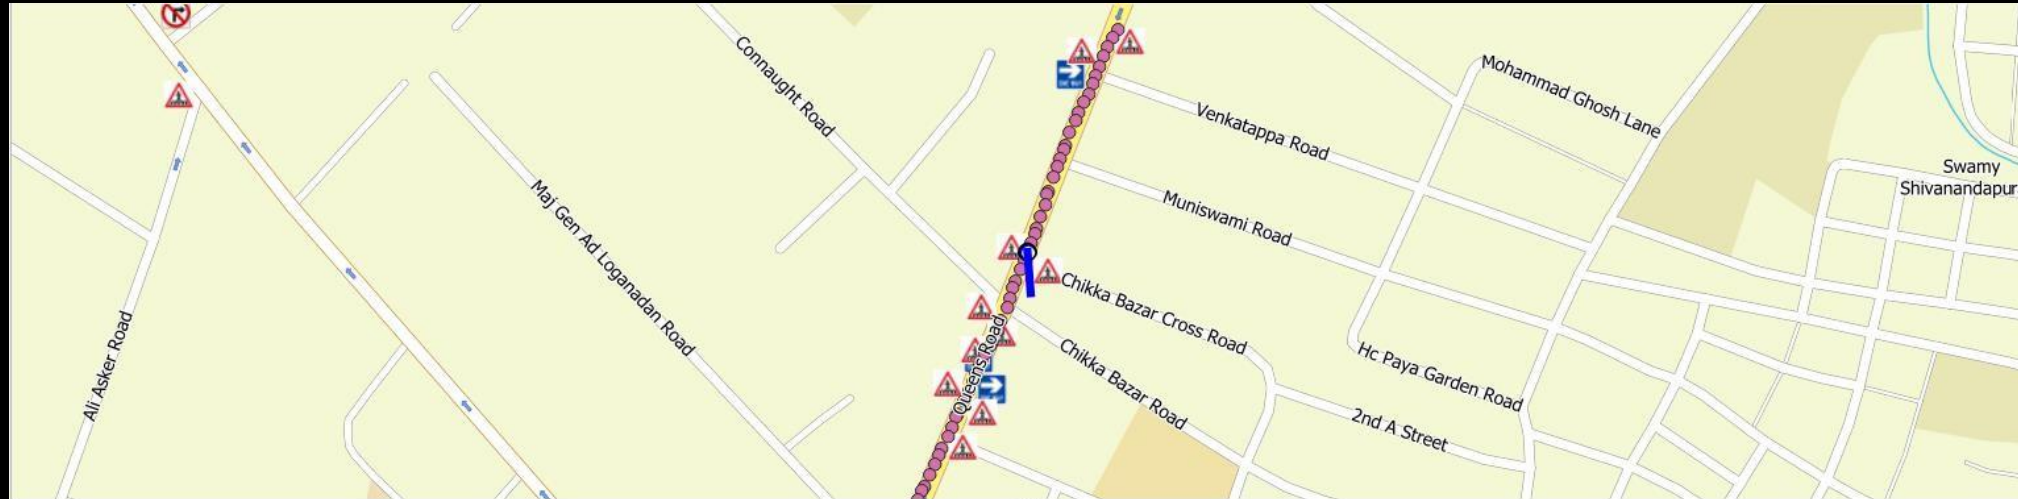 Connaught Road
Mohammad Ghosh Lane
Venkatappa Road
Swamy
Shivanandapur
Maj Gen Ad Loganadan Road
Muniswami Road
Chikka Bazar Cross Road
Ali Asker Road
Queens Road
Chikka Bazar Road
Hc Paya Garden Road
2nd A Street